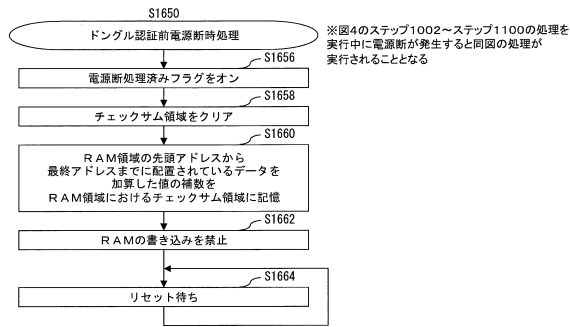 S1650
ドングル認証前電源断時処理
※図4のステップ1002~ステップ1100の処理を
実行中に電源断が発生すると同図の処理が
実行されることとなる
S1656
電源断処理済みフラグをオン
S1658
チェックサム領域をクリア
S1660
RAM領域の先頭アドレスから
最終アドレスまでに配置されているデータを
加算した値の補数を
RAM領域におけるチェックサム領域に記憶
S1662
RAMの書き込みを禁止
S1664
リセット待ち